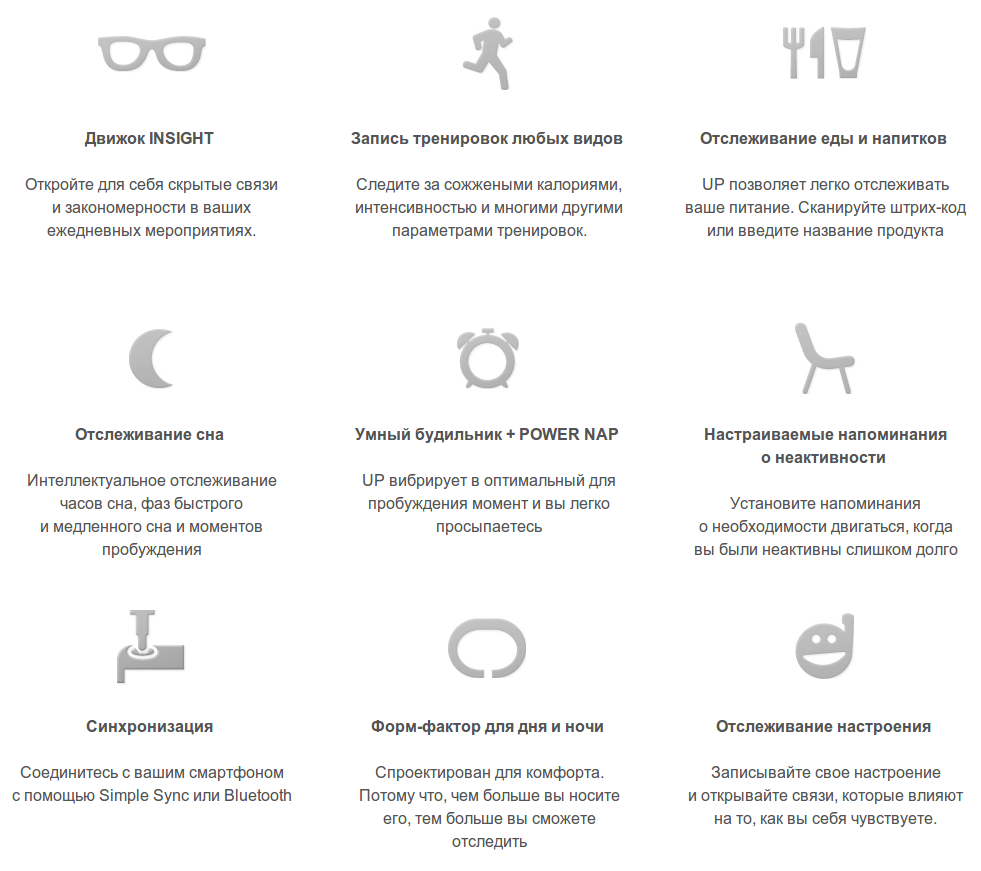 Движок INSIGHT
Откройте для себя скрытые связи
и закономерности в ваших
ежедневных мероприятиях.
Запись тренировок любых видов
Следите за сожжеными калориями,
интенсивностью и многими другими
параметрами тренировок.
Отслеживание еды и напитков
UP позволяет легко отслеживать
ваше питание. Сканируйте штрих-код
или введите название продукта
Отслеживание сна
Интеллектуальное отслеживание
часов сна, фаз быстрого
и медленного сна и моментов
пробуждения
Умный будильник + POWER NAP
UP вибрирует в оптимальный для
пробуждения момент и вы легко
просыпаетесь
Настраиваемые напоминания
о неактивности
Установите напоминания
о необходимости двигаться, когда
вы были неактивны слишком долго
Синхронизация
Соединитесь с вашим смартфоном
с помощью Simple Sync или Bluetooth
Форм-фактор для дня и ночи
Спроектирован для комфорта.
Потому что, чем больше вы носите
его, тем больше вы сможете
отследить
Отслеживание настроения
Записывайте свое настроение
и открывайте связи, которые влияют
на то, как вы себя чувствуете.